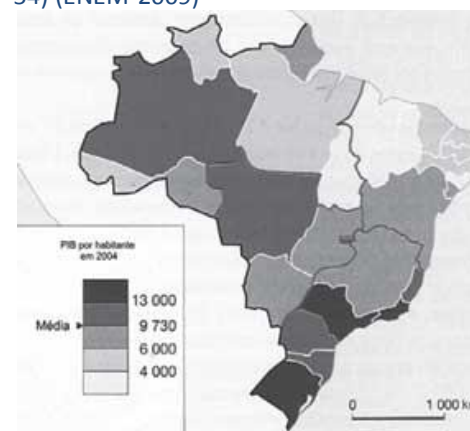 34) (ENEM-2009)
PIB por habitante
em 2004
13 000
Média
9 730
6 000
4 000
0 1 000 km